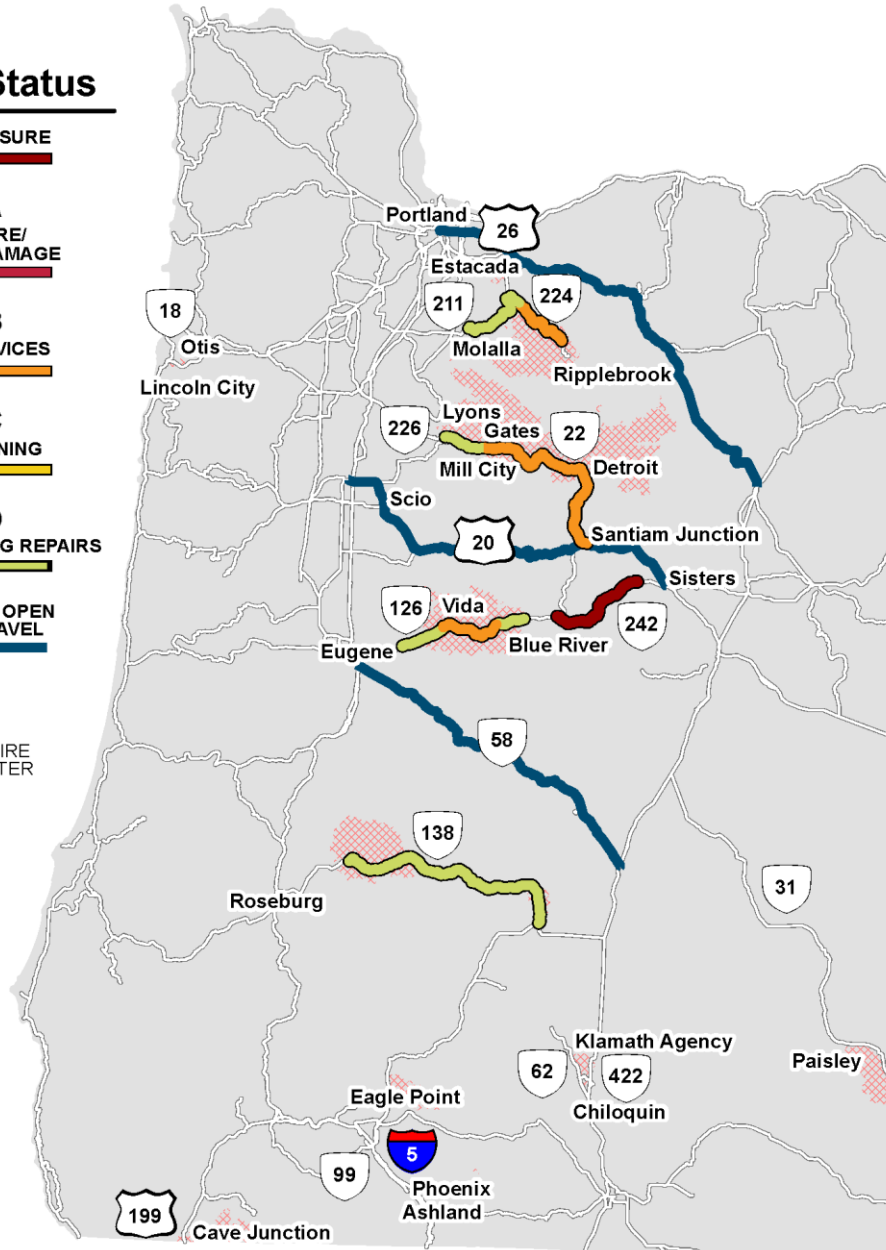 Status
SURE
RE/
AMAGE
VICES
NING
G REPAIRS
OPEN
AVEL
IRE
TER
Portland
26
Estacada
211
224
18
Otis
Molalla
Ripplebrook
Lincoln City
Lyons
226
Gates
22
Mill City
Detroit
Scio
20
Santiam Junction
Sisters
126
Vida
242
Eugene
Blue River
58
138
31
Roseburg
Klamath Agency
Paisley
62
422
Chiloquin
Eagle Point
5
99
Phoenix
Ashland
199
Cave Junction